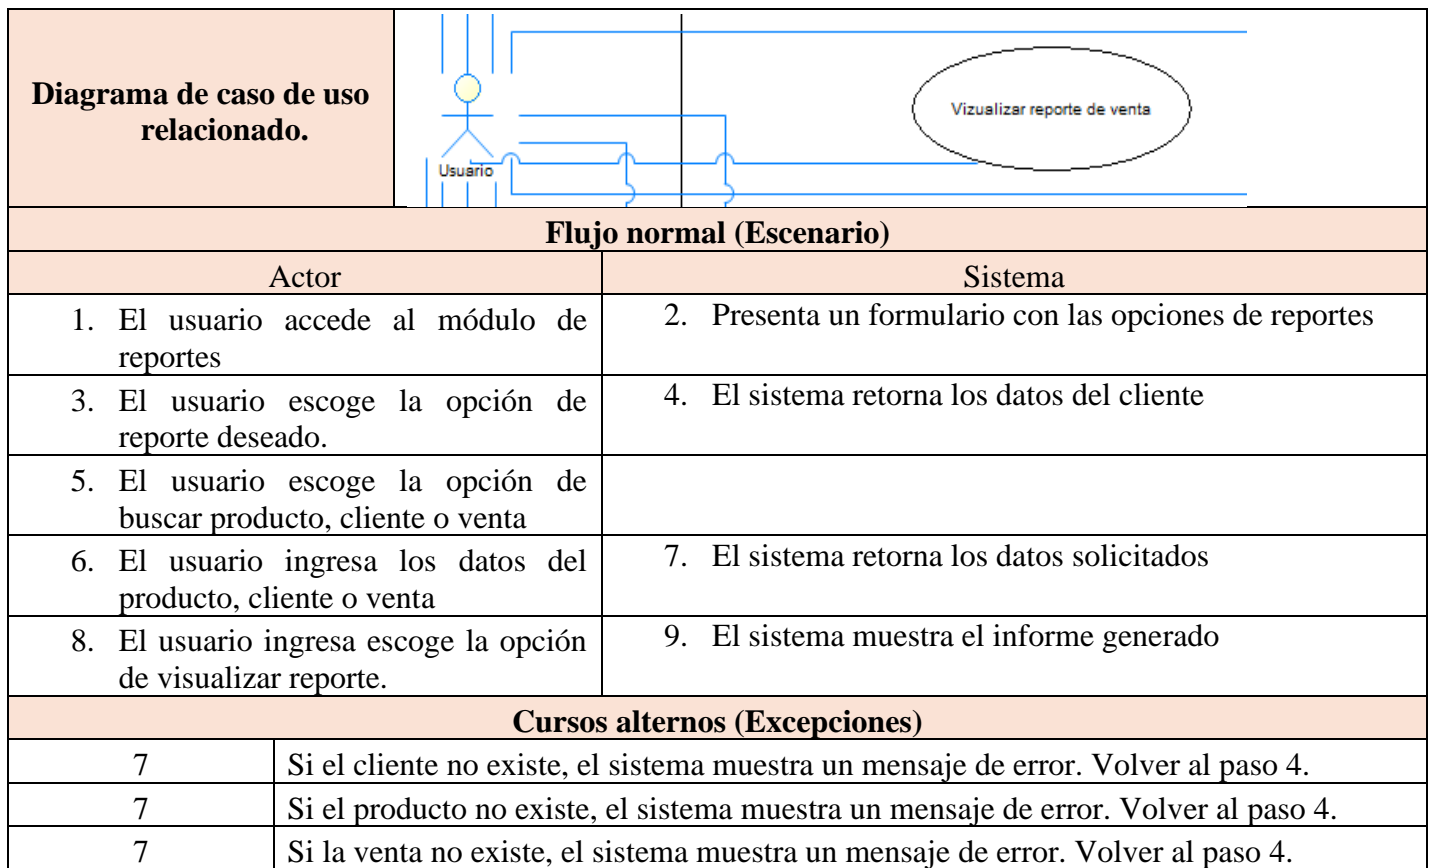 Diagrama de caso de uso
relacionado.
Vizualizar reporte de venta
Usuario
Flujo normal (Escenario)
Actor
Sistema
1. El usuario accede al módulo de
reportes
2. Presenta un formulario con las opciones de reportes
3. El usuario escoge la opción de
reporte deseado.
4. El sistema retorna los datos del cliente
5. El usuario escoge la opción de
buscar producto, cliente o venta
6. El usuario ingresa los datos del
producto, cliente o venta
7. El sistema retorna los datos solicitados
8. El usuario ingresa escoge la opción
de visualizar reporte.
9. El sistema muestra el informe generado
Cursos alternos (Excepciones)
7 Si el cliente no existe, el sistema muestra un mensaje de error. Volver al paso 4.
7 Si el producto no existe, el sistema muestra un mensaje de error. Volver al paso 4.
7 Si la venta no existe, el sistema muestra un mensaje de error. Volver al paso 4.